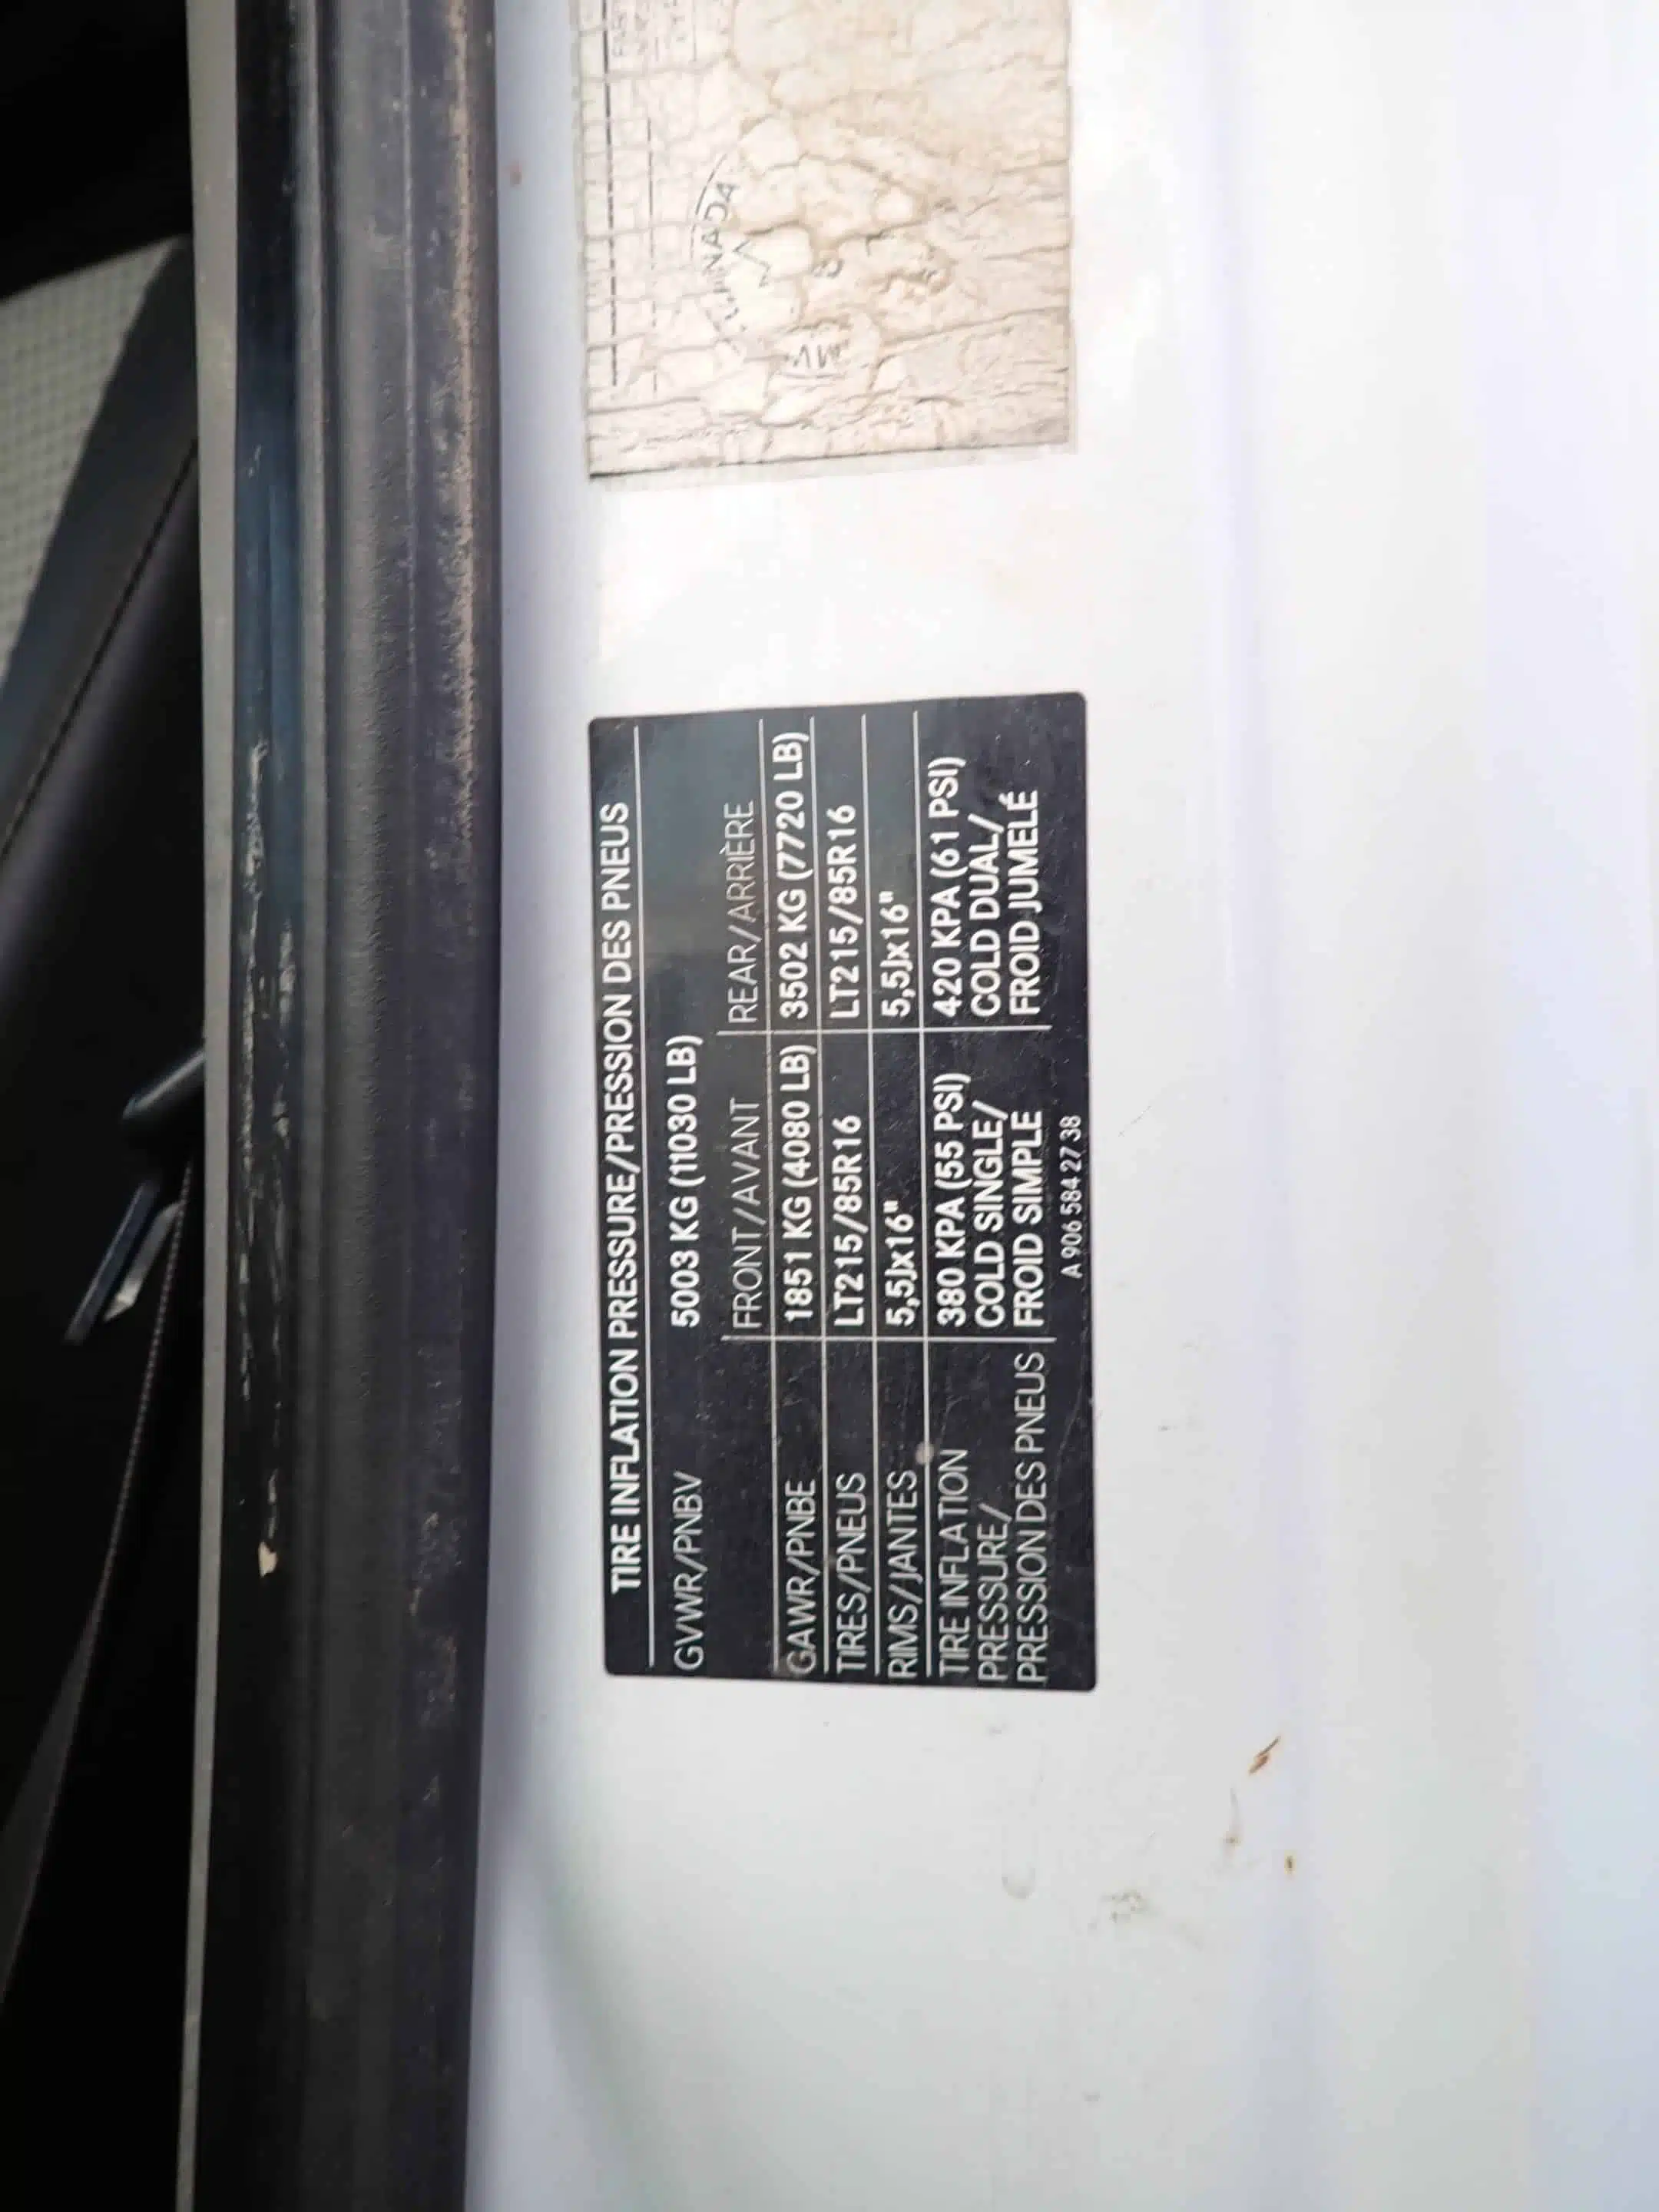 TIRE INFLATION PRESSURE/PRESSION DES PNEUS
GVWR/PNBV 5003 KG (11030 LB)
FRONT/AVANT REAR/ARRIÈRE
GAWR/PNBE 1851 KG (4080 LB) 3502 KG (7720 LB)
TIRES/PNEUS LT215/85R16 LT215/85R16
RIMS/JANTES 5,5Jx16" 5,5Jx16"
TIRE INFLATION 380 KPA (55 PSI) 420 KPA (61 PSI)
PRESSURE/ COLD SINGLE/ COLD DUAL/
PRESSION DES PNEUS FROID SIMPLE FROID JUMELÉ
A 906 584 27 38